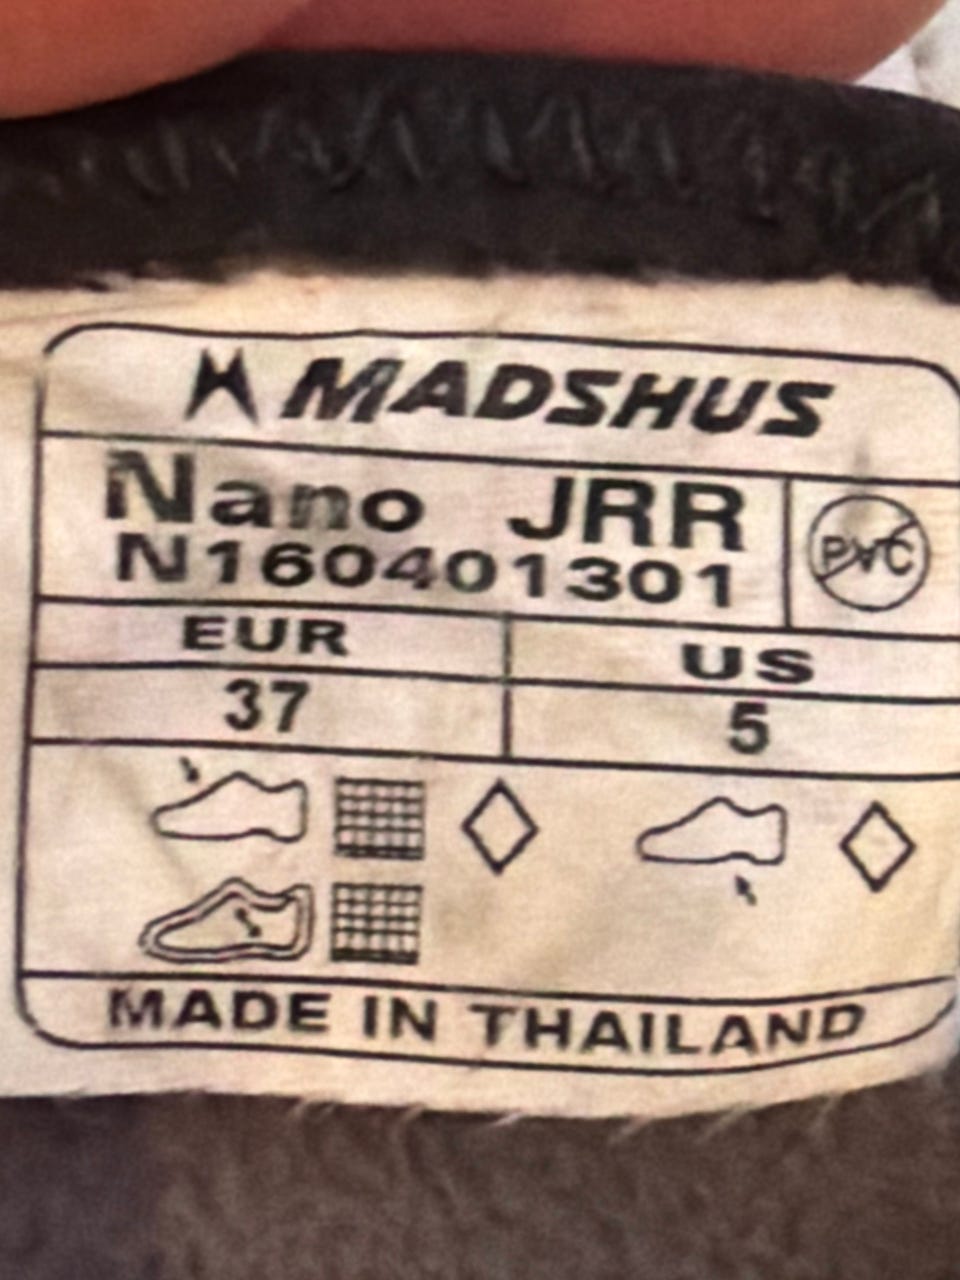 MADSHUS
Nano JRR
N160401301
PVC
EUR US
37 5
MADE IN THAILAND